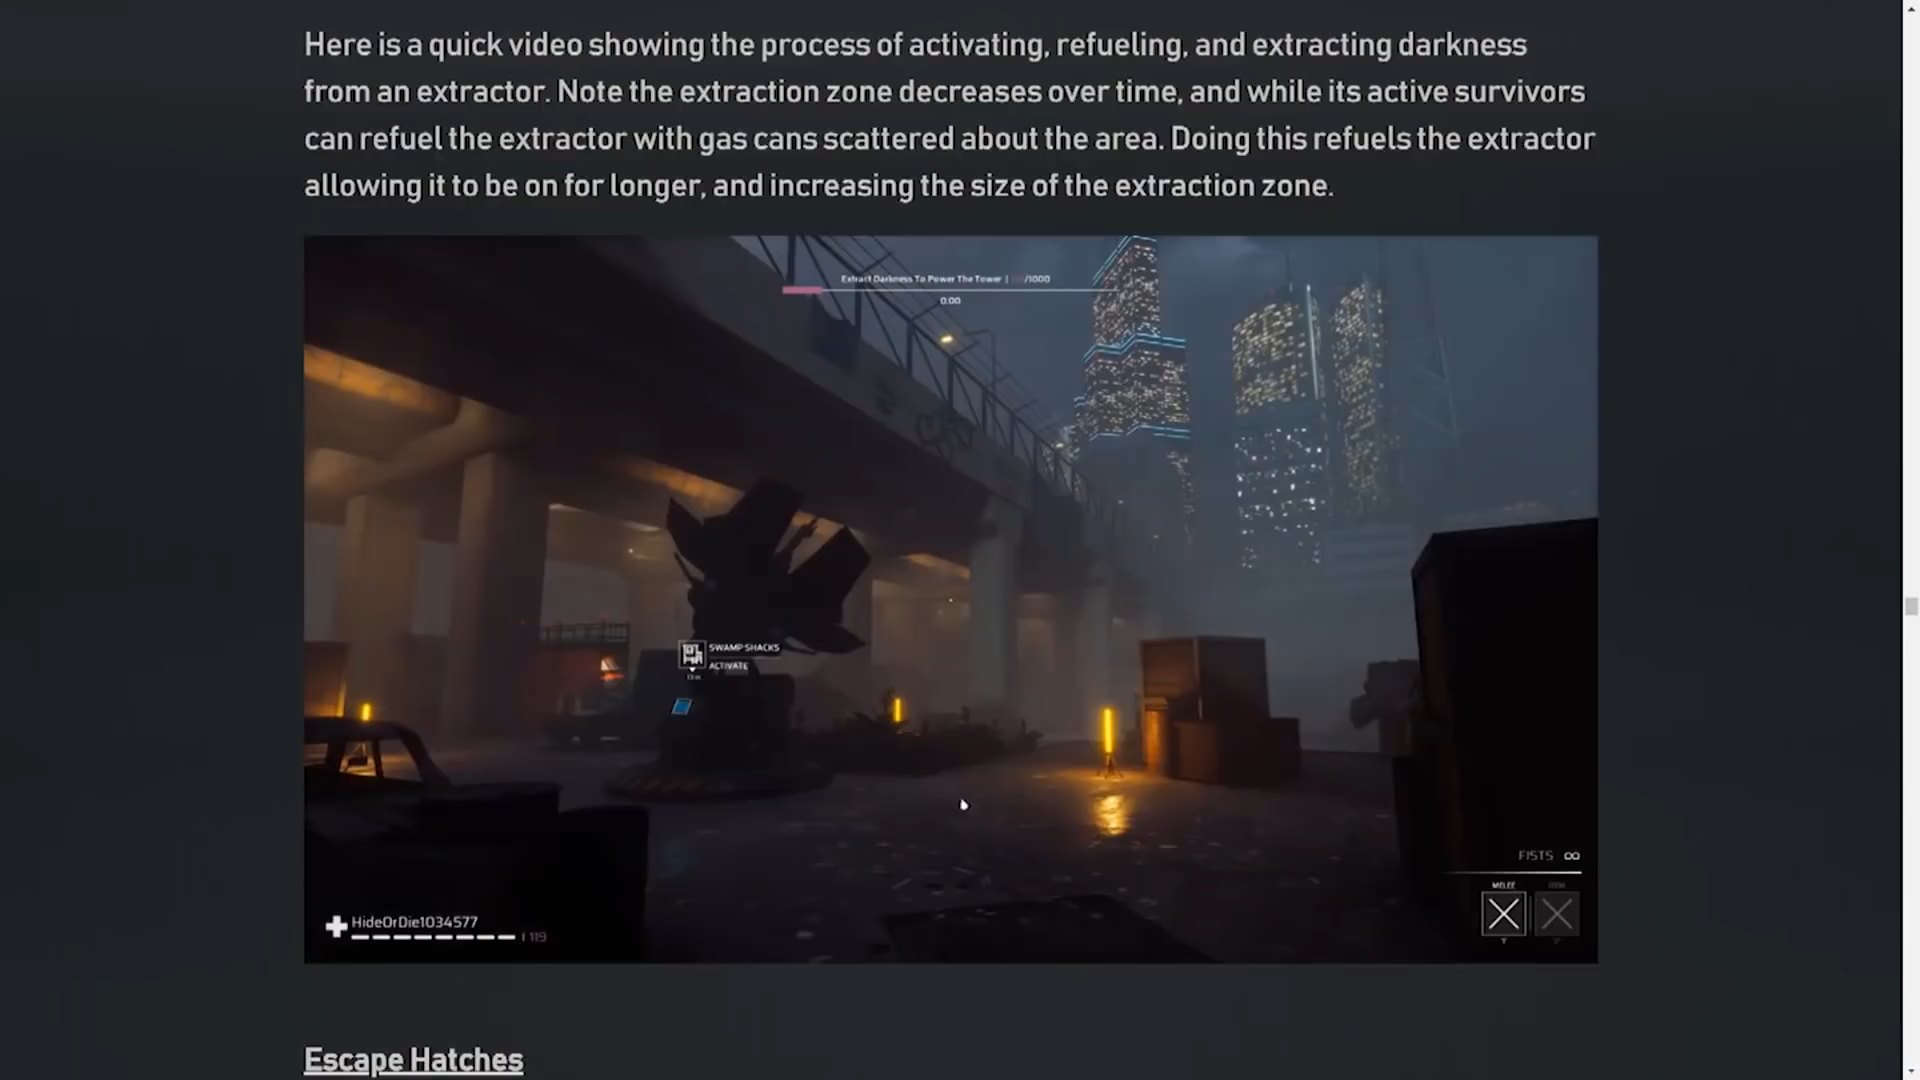 Here is a quick video showing the process of activating, refueling, and extracting darkness
from an extractor. Note the extraction zone decreases over time, and while its active survivors
can refuel the extractor with gas cans scattered about the area. Doing this refuels the extractor
allowing it to be on for longer, and increasing the size of the extraction zone.
Extract Darkness To Power The Tower | /1000
0:00
SWAMP SHACKS
ACTIVATE
FISTS ∞
MELEE
HideOrDie1034577
119
Escape Hatches